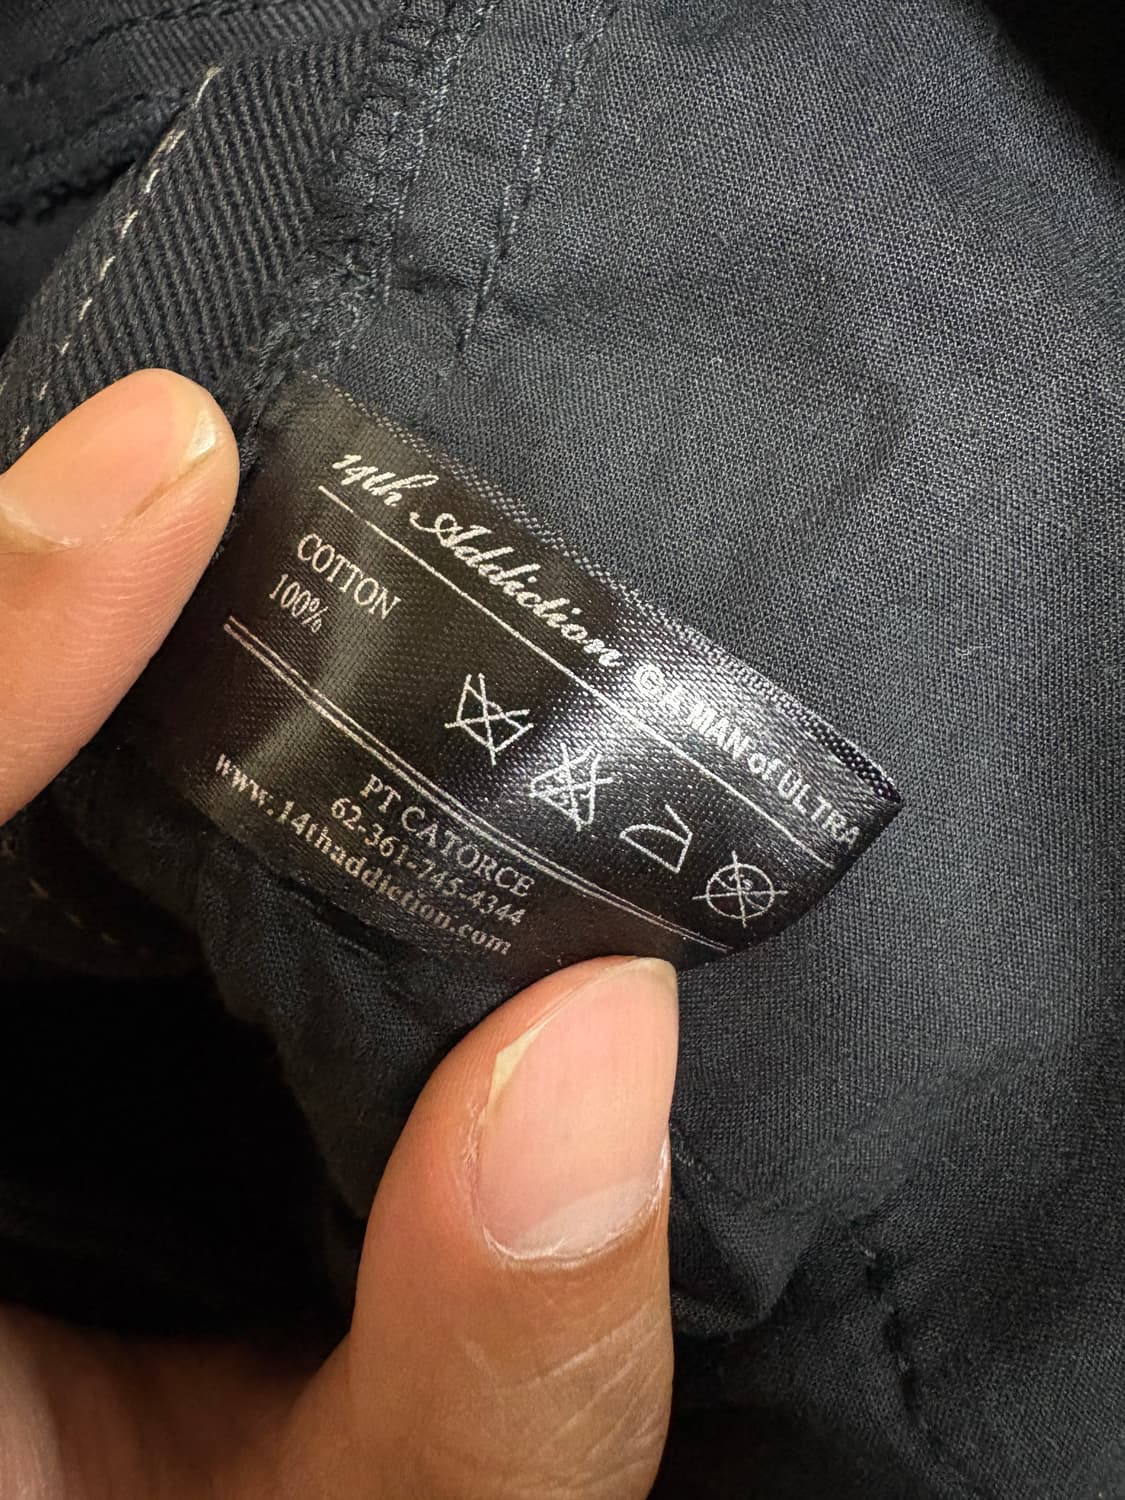 14th Addiction © A MAN of ULTRA
COTTON
100%
PT CATORCE
62-361-745-4344
www.14thaddiction.com